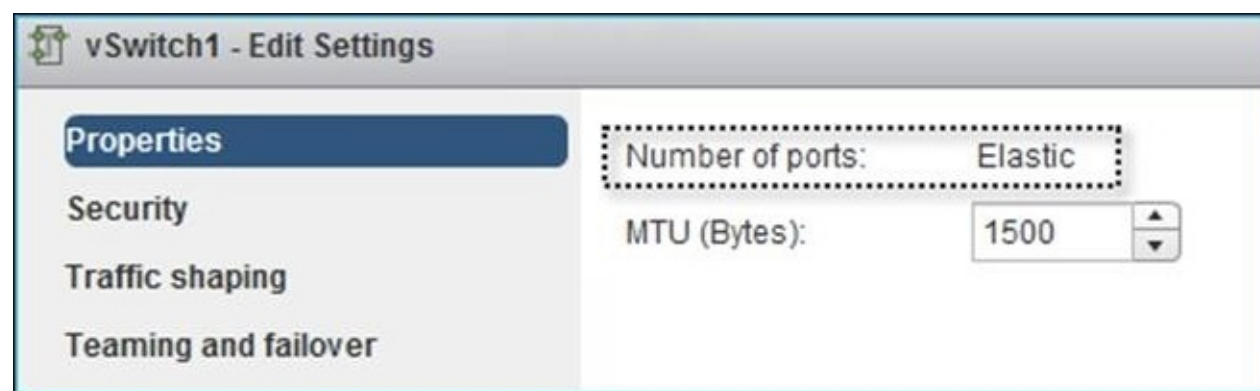 vSwitch1 - Edit Settings
Properties
Security
Traffic shaping
Teaming and failover
Number of ports: Elastic
MTU (Bytes): 1500